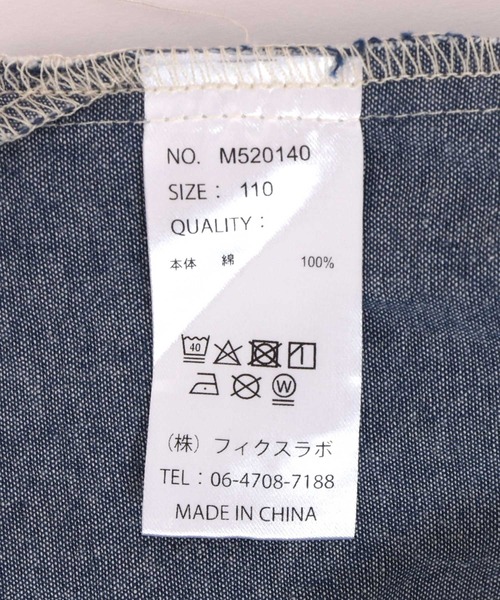 NO. M520140
SIZE : 110
QUALITY :
本体 綿 100%
40
W
(株) フィクスラボ
TEL : 06-4708-7188
MADE IN CHINA